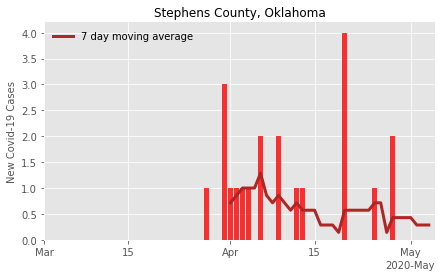 Stephens County, Oklahoma
7 day moving average
New Covid-19 Cases
4.0
3.5
3.0
2.5
2.0
1.5
1.0
0.5
0.0
Mar
15
Apr
15
May
2020-May